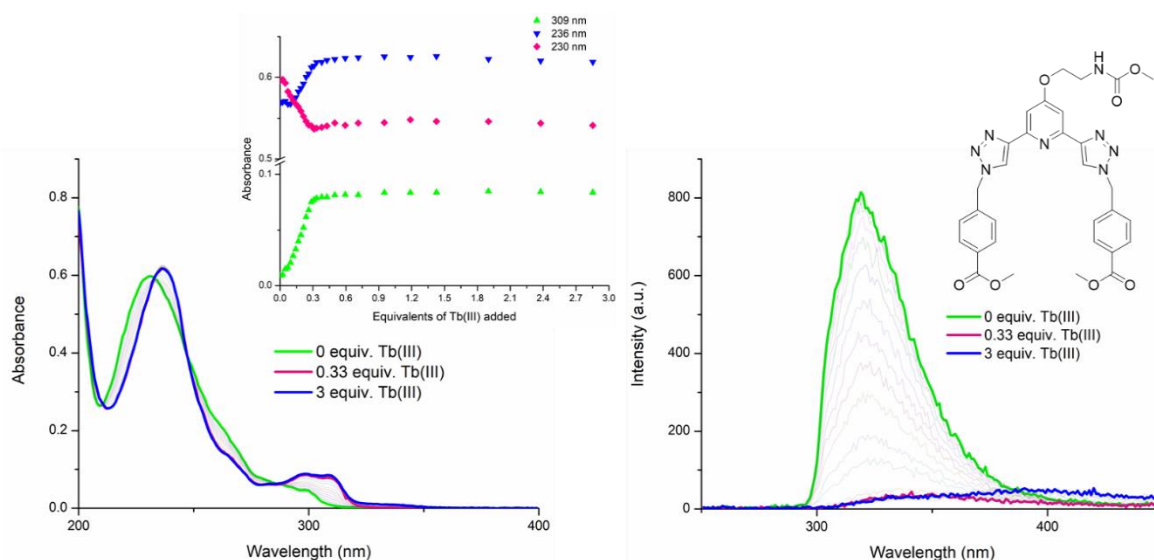 309 nm
236 nm
230 nm
0.6
0.5
0.1
0.0
Absorbance
0.0 0.3 0.6 0.9 1.2 1.5 1.8 2.1 2.4 2.7 3.0
Equivalents of Tb(III) added
0 equiv. Tb(III)
0.33 equiv. Tb(III)
3 equiv. Tb(III)
0.8
0.6
0.4
0.2
0.0
Absorbance
200 300 400
Wavelength (nm)
800
600
400
200
0
Intensity (a.u.)
300 400
Wavelength (nm)
0 equiv. Tb(III)
0.33 equiv. Tb(III)
3 equiv. Tb(III)
H
O N O
O
N N N N N
N N
O O O O